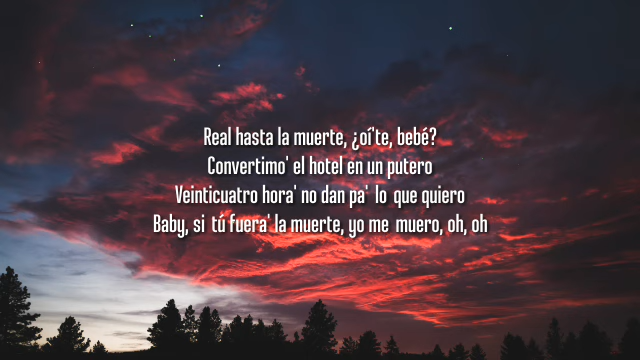 Real hasta la muerte, ¿oí'te, bebé?
Convertimo' el hotel en un putero
Veinticuatro hora' no dan pa' lo que quiero
Baby, si tú fuera' la muerte, yo me muero, oh, oh